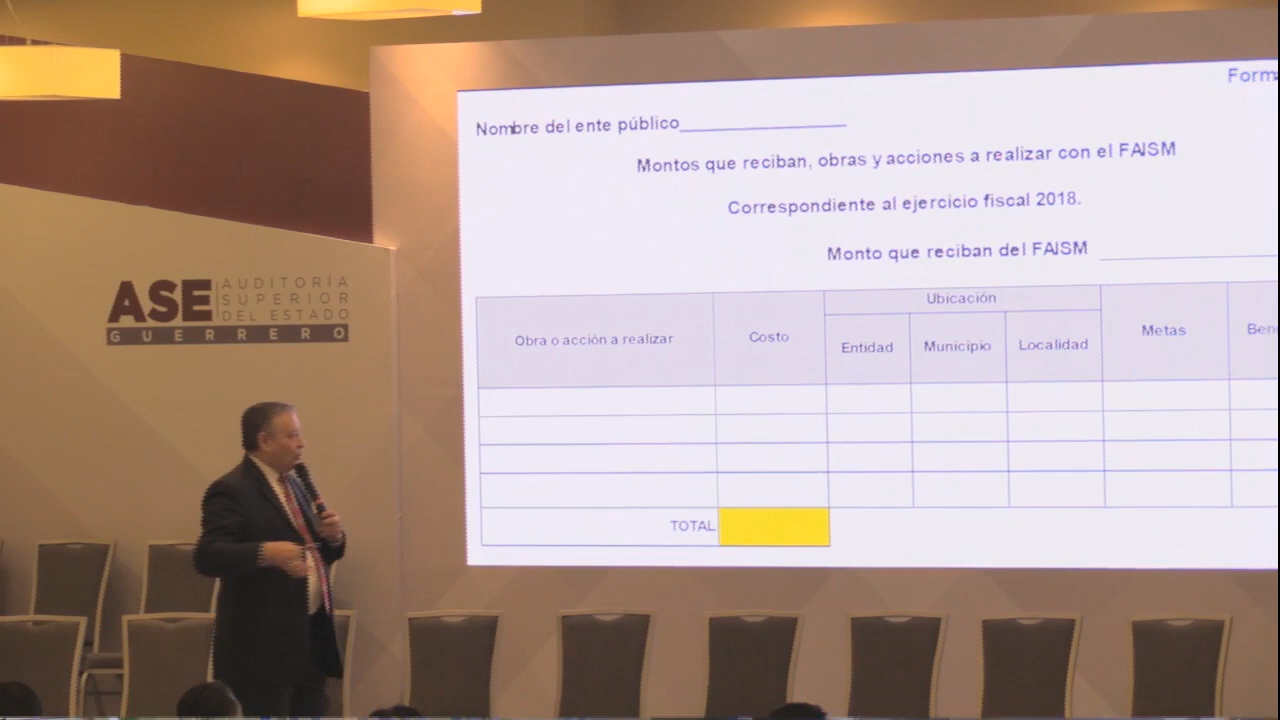 Nombre del ente público
Montos que reciban, obras y acciones a realizar con el FAISM
Correspondiente al ejercicio fiscal 2018.
Monto que reciban del FAISM
Obra o acción a realizar
Costo
Ubicación
Entidad
Municipio
Localidad
Metas
TOTAL
ASE
AUDITORÍA
SUPERIOR
DEL ESTADO
GUERRERO